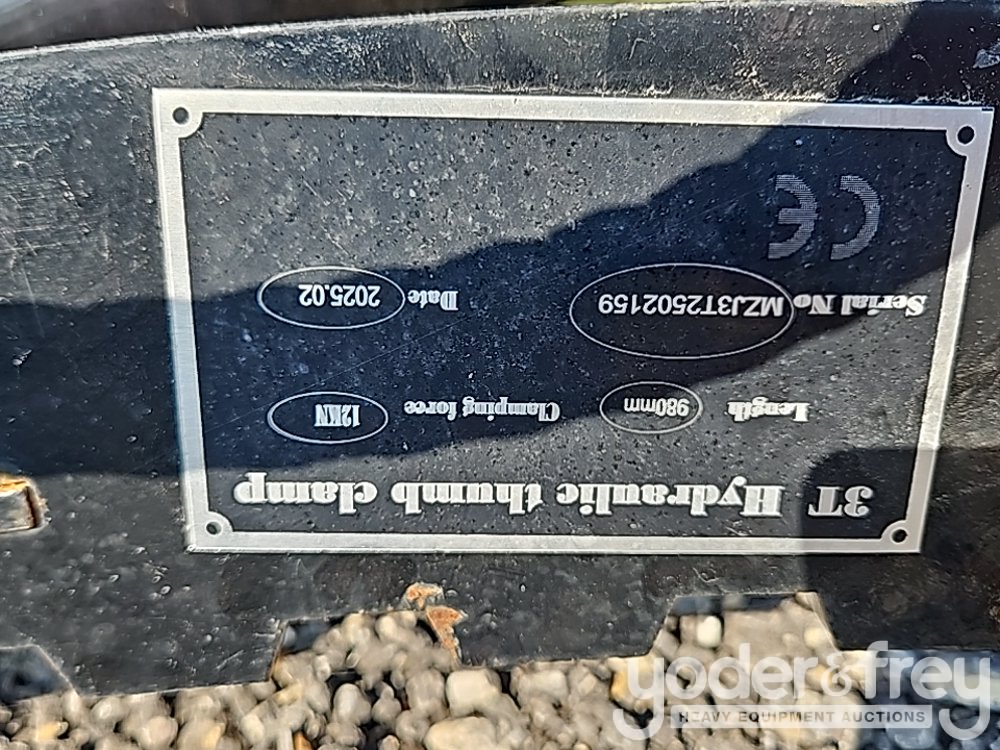 3T Hydraulic thumb clamp
Length 980mm Clamping force 12KN
Serial No MZJ3T2502159 Date 2025.02
CE
yoder&frey
HEAVY EQUIPMENT AUCTIONS